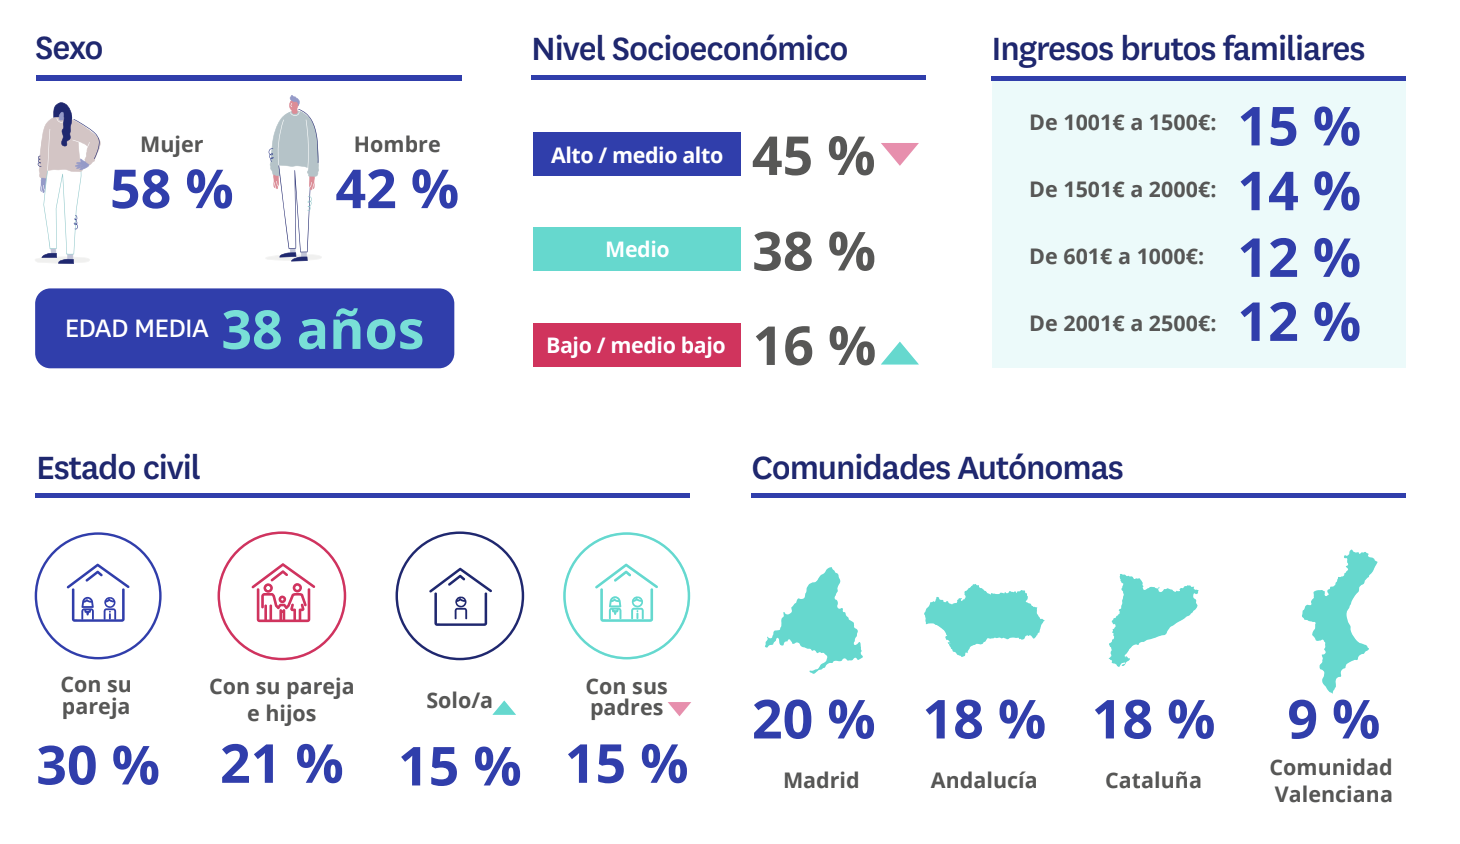 Sexo
Mujer
58 %
Hombre
42 %
EDAD MEDIA 38 años
Nivel Socioeconómico
Alto / medio alto 45 %
Medio 38 %
Bajo / medio bajo 16 %
Ingresos brutos familiares
De 1001€ a 1500€: 15 %
De 1501€ a 2000€: 14 %
De 601€ a 1000€: 12 %
De 2001€ a 2500€: 12 %
Estado civil
Con su
pareja
30 %
Con su pareja
e hijos
21 %
Solo/a
15 %
Con sus
padres
15 %
Comunidades Autónomas
20 %
Madrid
18 %
Andalucía
18 %
Cataluña
9 %
Comunidad
Valenciana